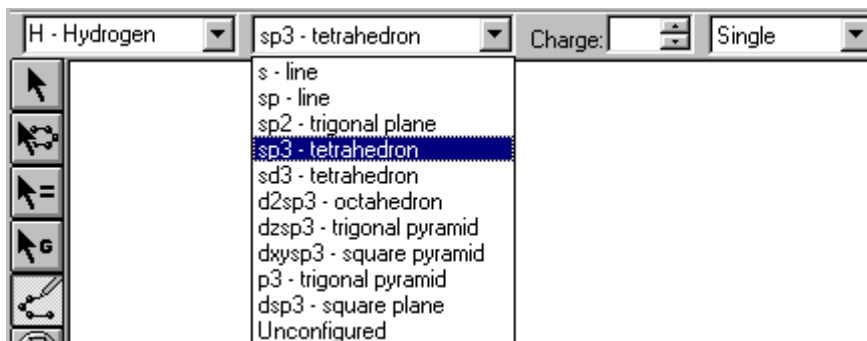 H - Hydrogen sp3 - tetrahedron Charge: Single
s - line
sp - line
sp2 - trigonal plane
sp3 - tetrahedron
sd3 - tetrahedron
d2sp3 - octahedron
dzsp3 - trigonal pyramid
dxysp3 - square pyramid
p3 - trigonal pyramid
dsp3 - square plane
Unconfigured
=
G